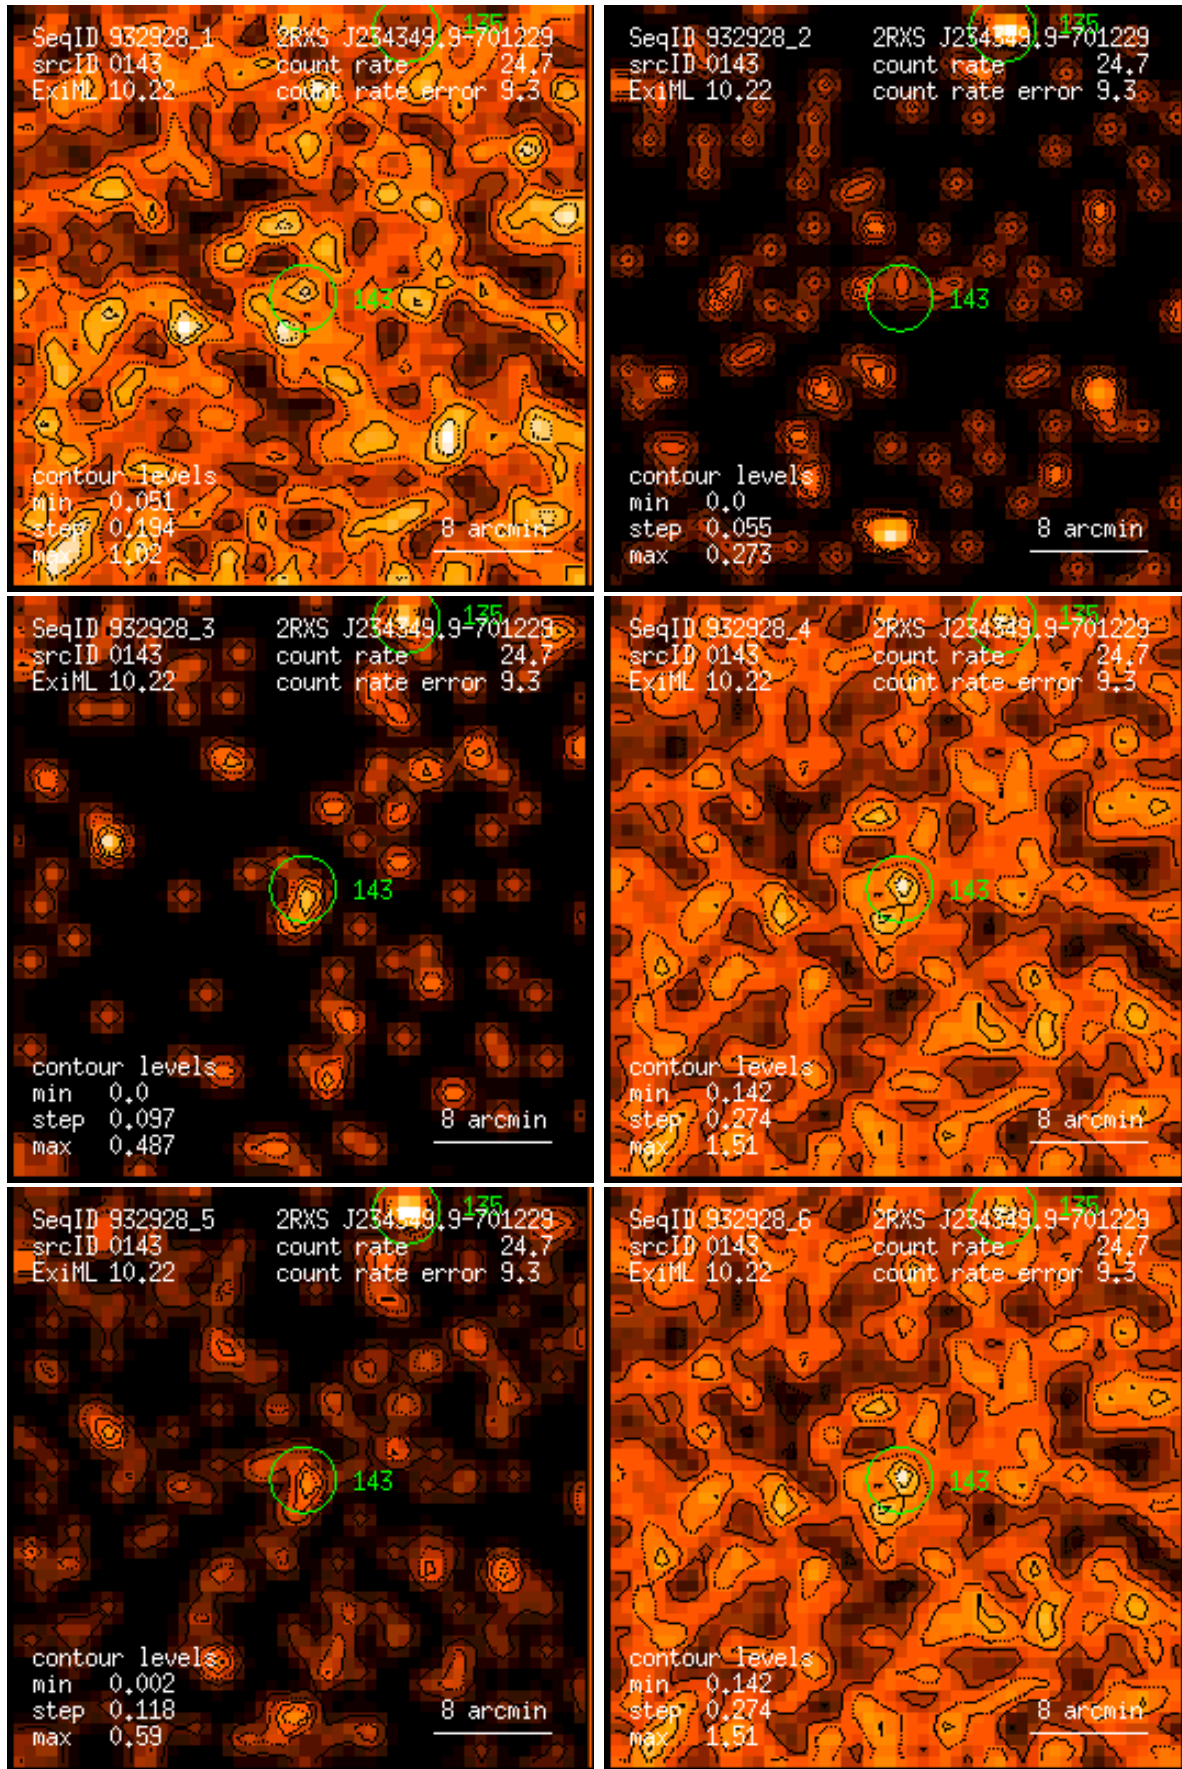 135
SeqID 932928_1 2RXS J234349.9-701229
srcID 0143 count rate 24.7
ExiML 10.22 count rate error 9.3
143
contour levels
min 0.051
step 0.194 8 arcmin
max 1.02
135
SeqID 932928_2 2RXS J234349.9-701229
srcID 0143 count rate 24.7
ExiML 10.22 count rate error 9.3
143
contour levels
min 0.0
step 0.055 8 arcmin
max 0.273
135
SeqID 932928_3 2RXS J234349.9-701229
srcID 0143 count rate 24.7
ExiML 10.22 count rate error 9.3
143
contour levels
min 0.0
step 0.097 8 arcmin
max 0.487
135
SeqID 932928_4 2RXS J234349.9-701229
srcID 0143 count rate 24.7
ExiML 10.22 count rate error 9.3
143
contour levels
min 0.142
step 0.274 8 arcmin
max 1.51
135
SeqID 932928_5 2RXS J234349.9-701229
srcID 0143 count rate 24.7
ExiML 10.22 count rate error 9.3
143
contour levels
min 0.002
step 0.118 8 arcmin
max 0.59
135
SeqID 932928_6 2RXS J234349.9-701229
srcID 0143 count rate 24.7
ExiML 10.22 count rate error 9.3
143
contour levels
min 0.142
step 0.274 8 arcmin
max 1.51